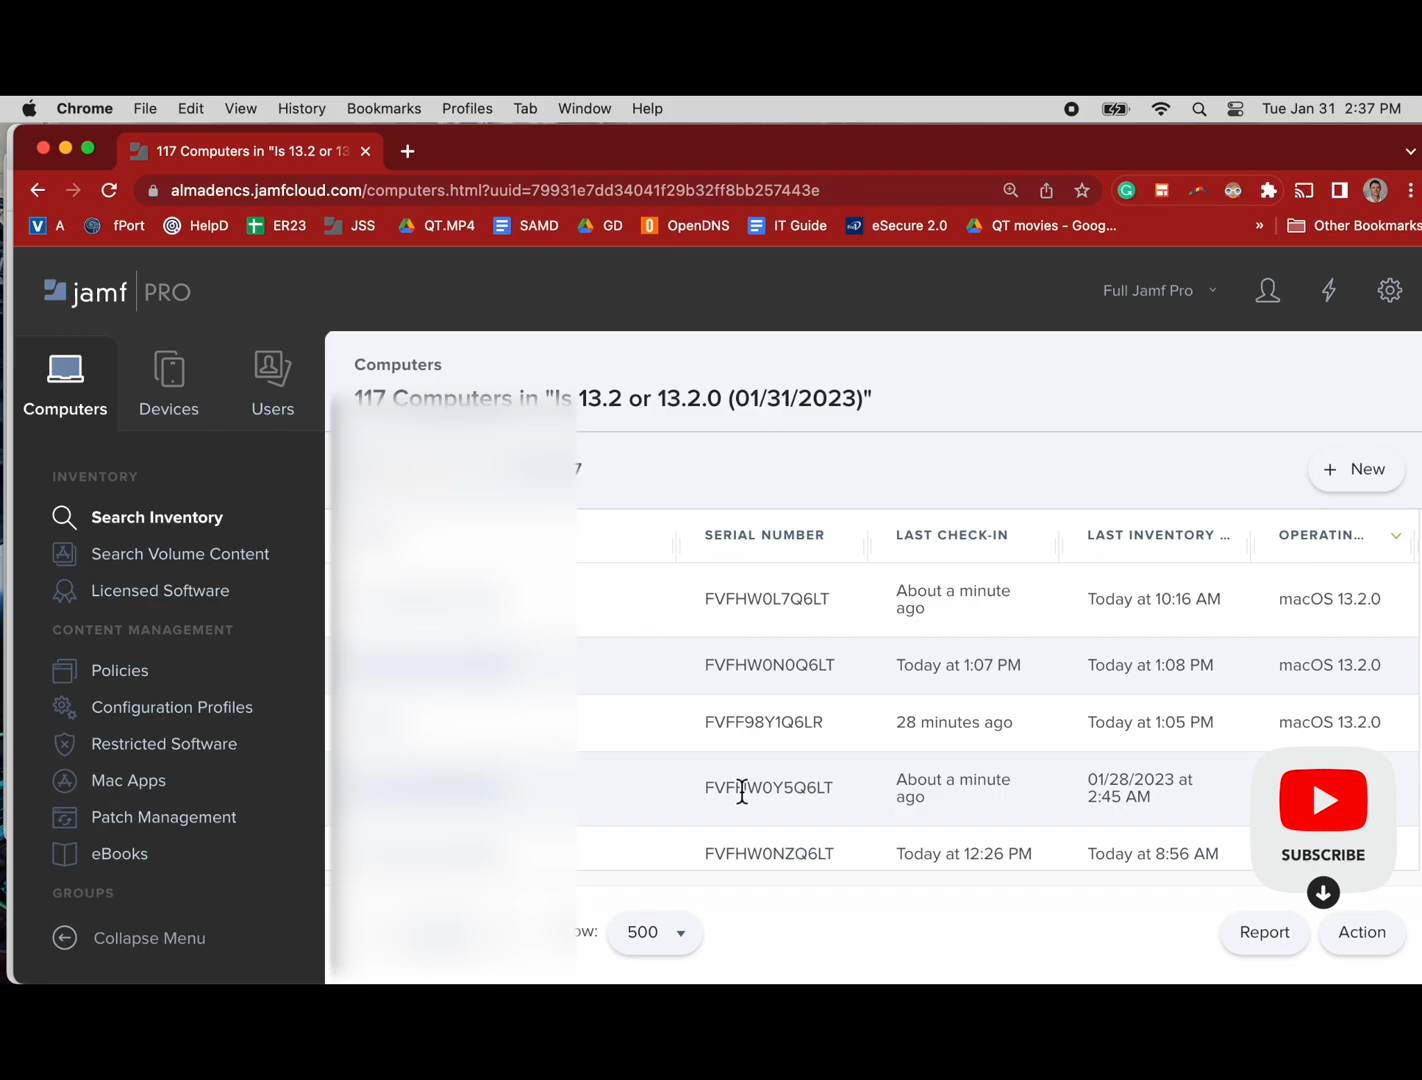 Chrome File Edit View History Bookmarks Profiles Tab Window Help Tue Jan 31 2:37 PM
117 Computers in "Is 13.2 or 13
almadencs.jamfcloud.com/computers.html?uuid=79931e7dd34041f29b32ff8bb257443e
A fPort HelpD ER23 JSS QT.MP4 SAMD GD OpenDNS IT Guide eSecure 2.0 QT movies - Goog... » Other Bookmarks
jamf PRO
Full Jamf Pro
Computers Devices Users
INVENTORY
Search Inventory
Search Volume Content
Licensed Software
CONTENT MANAGEMENT
Policies
Configuration Profiles
Restricted Software
Mac Apps
Patch Management
eBooks
GROUPS
Collapse Menu
Computers
117 Computers in "Is 13.2 or 13.2.0 (01/31/2023)"
7
+ New
SERIAL NUMBER LAST CHECK-IN LAST INVENTORY ... OPERATIN...
FVFHW0L7Q6LT About a minute ago Today at 10:16 AM macOS 13.2.0
FVFHW0N0Q6LT Today at 1:07 PM Today at 1:08 PM macOS 13.2.0
FVFF98Y1Q6LR 28 minutes ago Today at 1:05 PM macOS 13.2.0
FVFHW0Y5Q6LT About a minute ago 01/28/2023 at 2:45 AM
FVFHW0NZQ6LT Today at 12:26 PM Today at 8:56 AM
SUBSCRIBE
500
Report Action